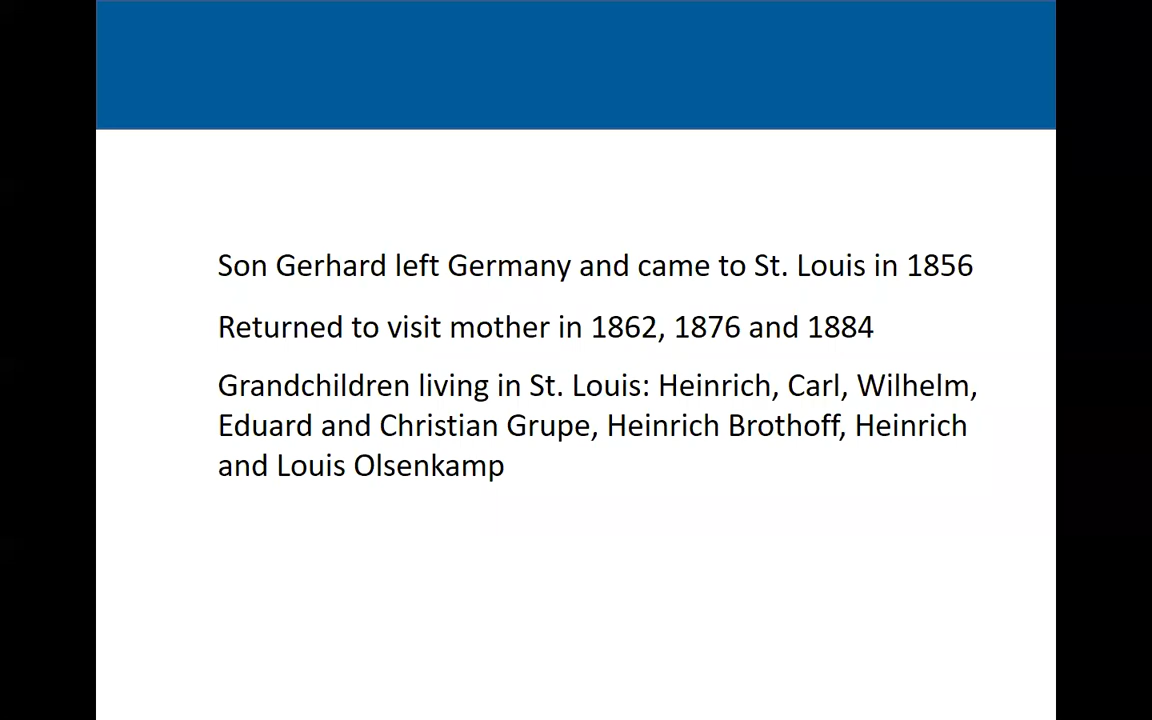 Son Gerhard left Germany and came to St. Louis in 1856
Returned to visit mother in 1862, 1876 and 1884
Grandchildren living in St. Louis: Heinrich, Carl, Wilhelm,
Eduard and Christian Grupe, Heinrich Brothoff, Heinrich
and Louis Olsenkamp